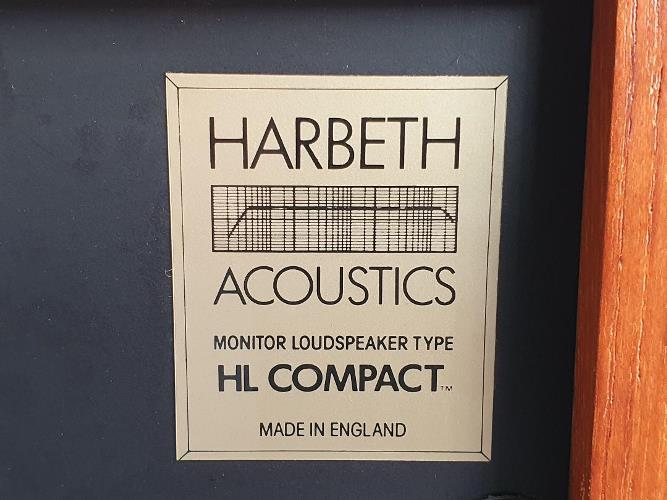 HARBETH
ACOUSTICS
MONITOR LOUDSPEAKER TYPE
HL COMPACT™
MADE IN ENGLAND